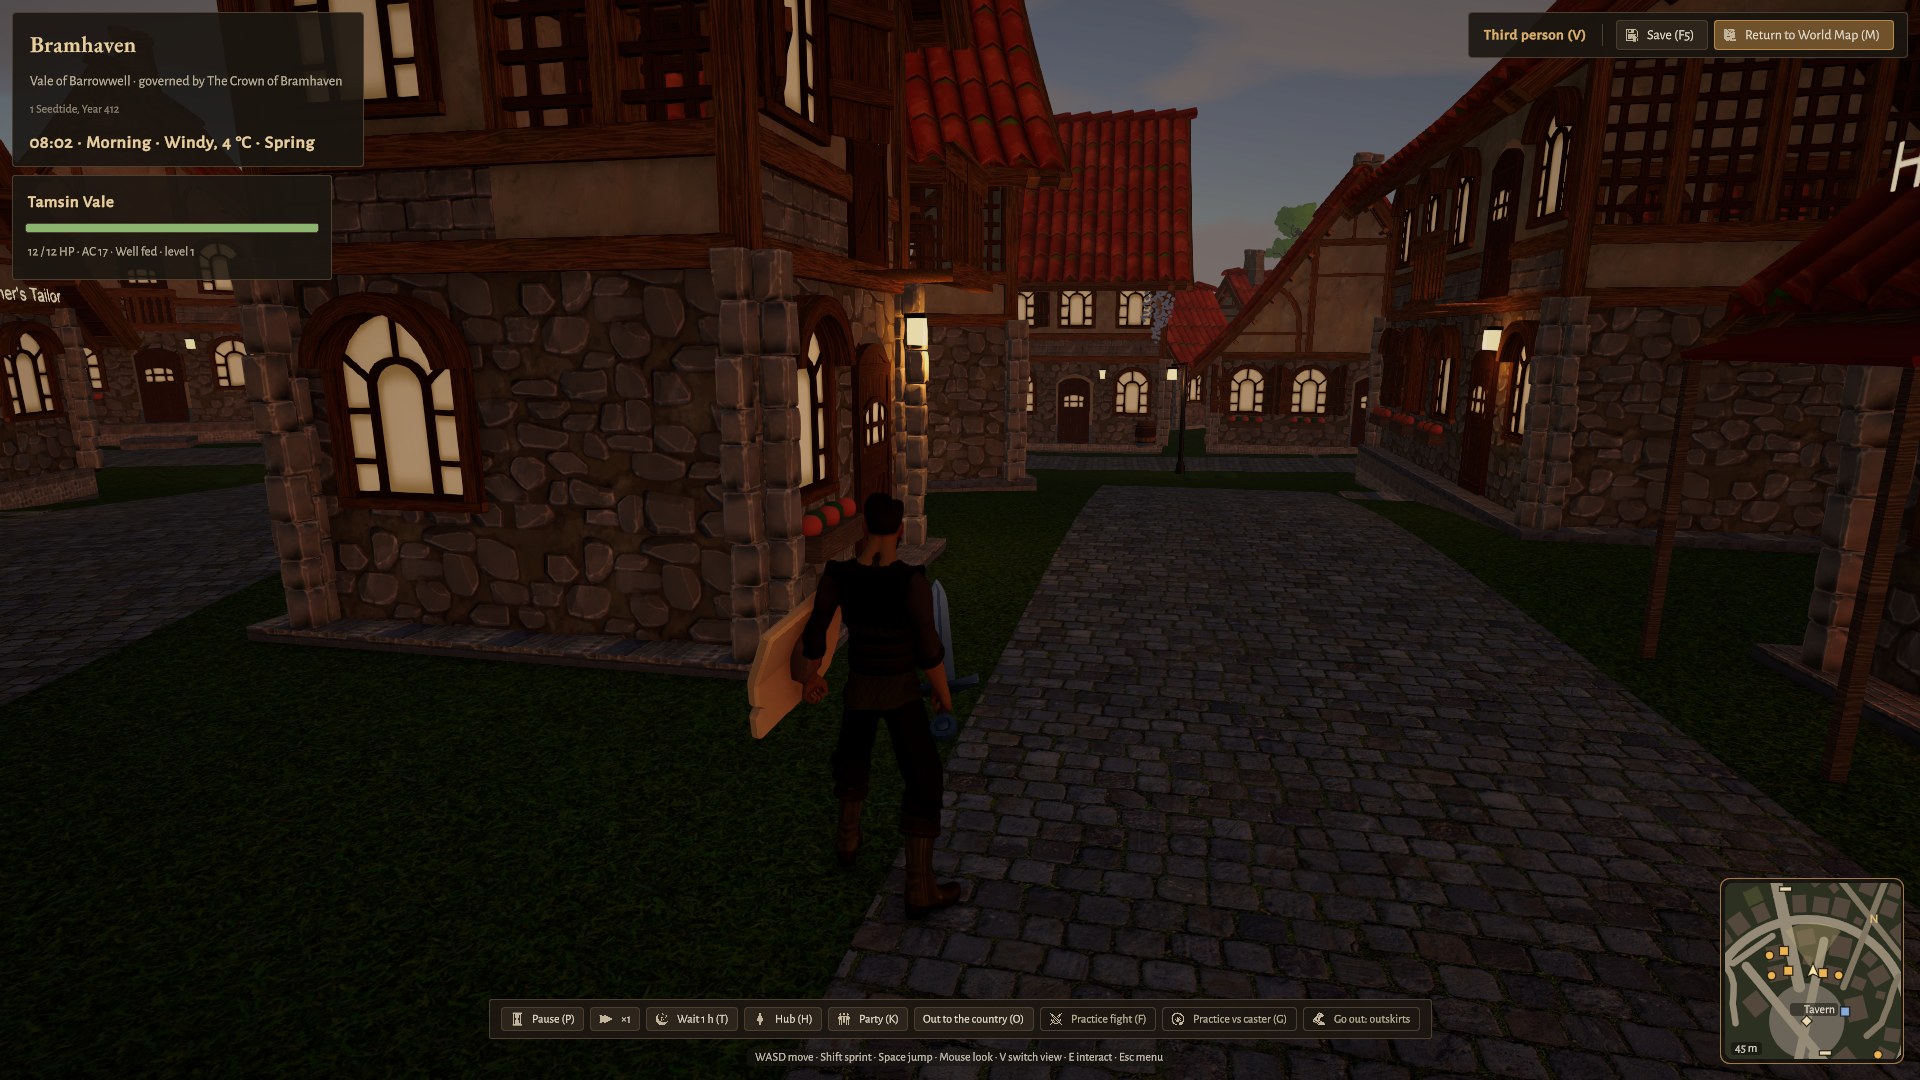 Bramhaven
Vale of Barrowwell · governed by The Crown of Bramhaven
1 Seedtide, Year 412
08:02 · Morning · Windy, 4 °C · Spring
Tamsin Vale
12 / 12 HP · AC 17 · Well fed · level 1
Third person (V)
Save (F5)
Return to World Map (M)
ner's Tailor
H
N
Tavern
45 m
Pause (P)
×1
Wait 1 h (T)
Hub (H)
Party (K)
Out to the country (O)
Practice fight (F)
Practice vs caster (G)
Go out: outskirts
WASD move · Shift sprint · Space jump · Mouse look · V switch view · E interact · Esc menu